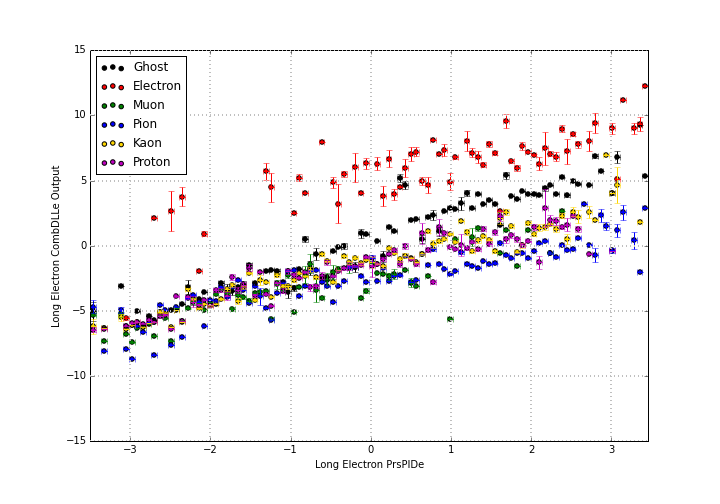 15
10
5
0
−5
−10
−15
Long Electron CombDLLe Output
Ghost
Electron
Muon
Pion
Kaon
Proton
−3 −2 −1 0 1 2 3
Long Electron PrsPIDe